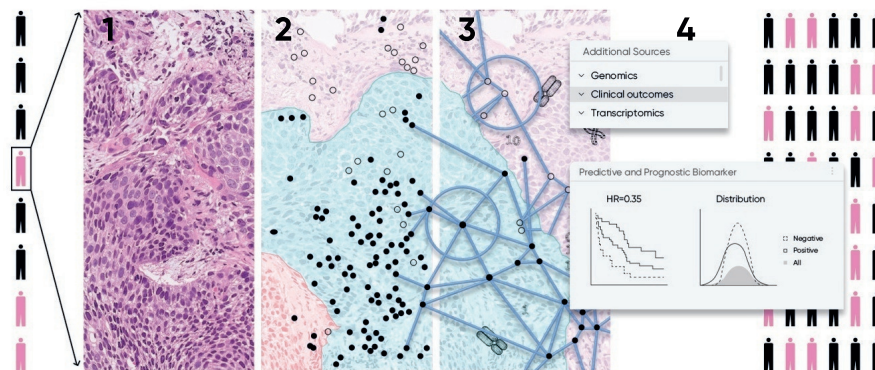 1
2
3
4
Additional Sources
Genomics
Clinical outcomes
Transcriptomics
Predictive and Prognostic Biomarker
HR=0.35
Distribution
Negative
Positive
All